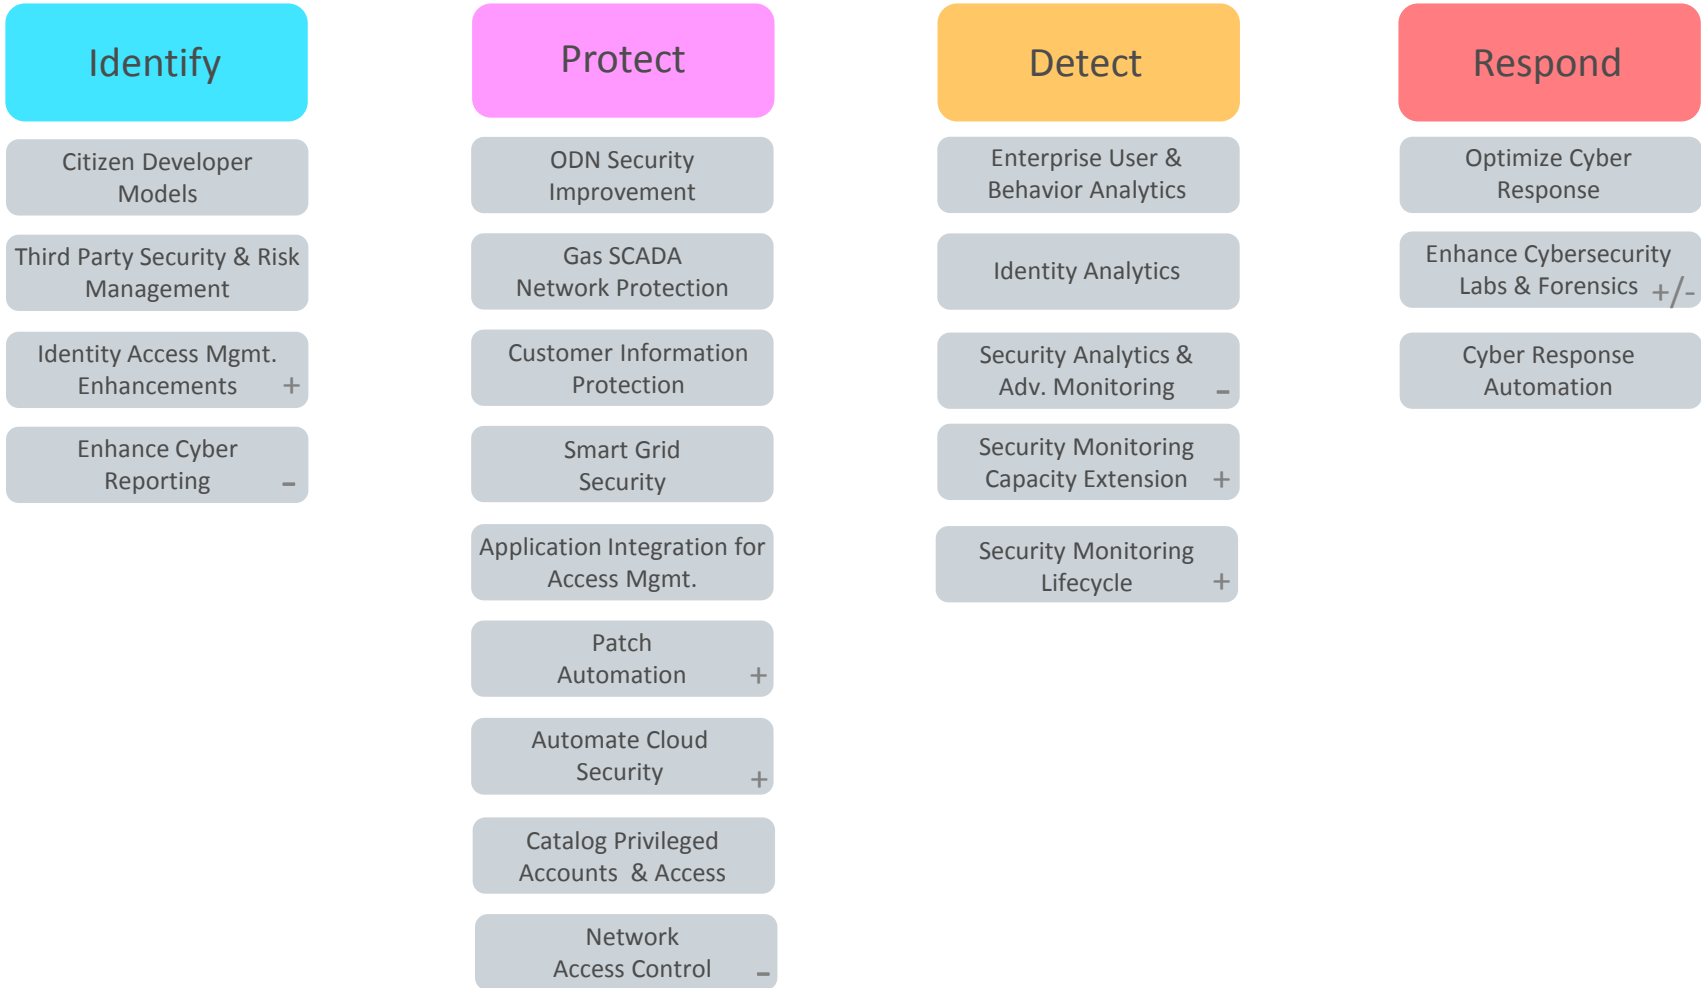 Identify
Citizen Developer
Models
Third Party Security & Risk
Management
Identity Access Mgmt.
Enhancements +
Enhance Cyber
Reporting -
Protect
ODN Security
Improvement
Gas SCADA
Network Protection
Customer Information
Protection
Smart Grid
Security
Application Integration for
Access Mgmt.
Patch
Automation +
Automate Cloud
Security +
Catalog Privileged
Accounts & Access
Network
Access Control -
Detect
Enterprise User &
Behavior Analytics
Identity Analytics
Security Analytics &
Adv. Monitoring -
Security Monitoring
Capacity Extension +
Security Monitoring
Lifecycle +
Respond
Optimize Cyber
Response
Enhance Cybersecurity
Labs & Forensics +/-
Cyber Response
Automation